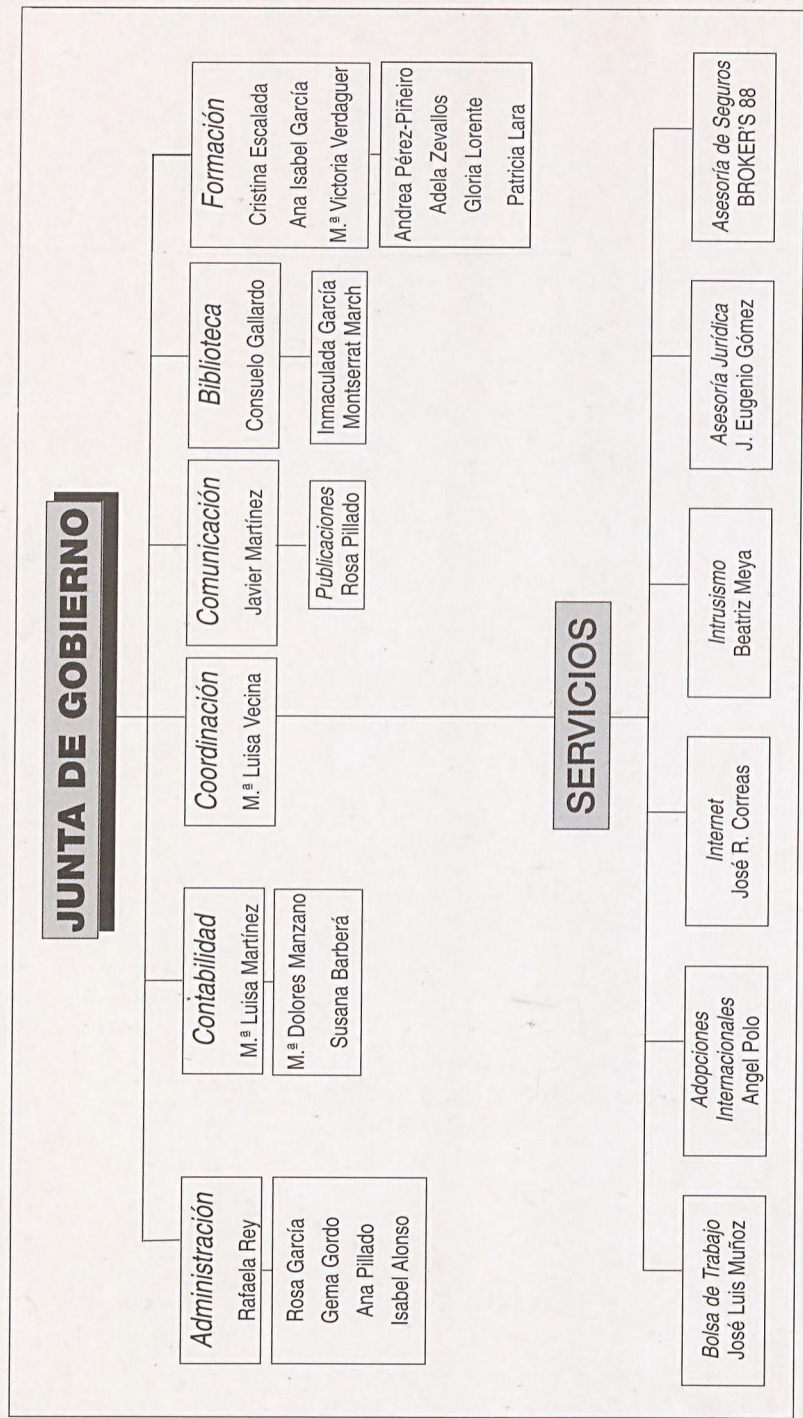 JUNTA DE GOBIERNO
Administración
Rafaela Rey
Rosa García
Gema Gordo
Ana Pillado
Isabel Alonso
Contabilidad
M.ª Luisa Martínez
M.ª Dolores Manzano
Susana Barberá
Coordinación
M.ª Luisa Vecina
Comunicación
Javier Martínez
Publicaciones
Rosa Pillado
Biblioteca
Consuelo Gallardo
Inmaculada García
Montserrat March
Formación
Cristina Escalada
Ana Isabel García
M.ª Victoria Verdaguer
Andrea Pérez-Piñeiro
Adela Zevallos
Gloria Lorente
Patricia Lara
SERVICIOS
Bolsa de Trabajo
José Luis Muñoz
Adopciones
Internacionales
Angel Polo
Internet
José R. Correas
Intrusismo
Beatriz Meya
Asesoría Jurídica
J. Eugenio Gómez
Asesoría de Seguros
BROKER'S 88